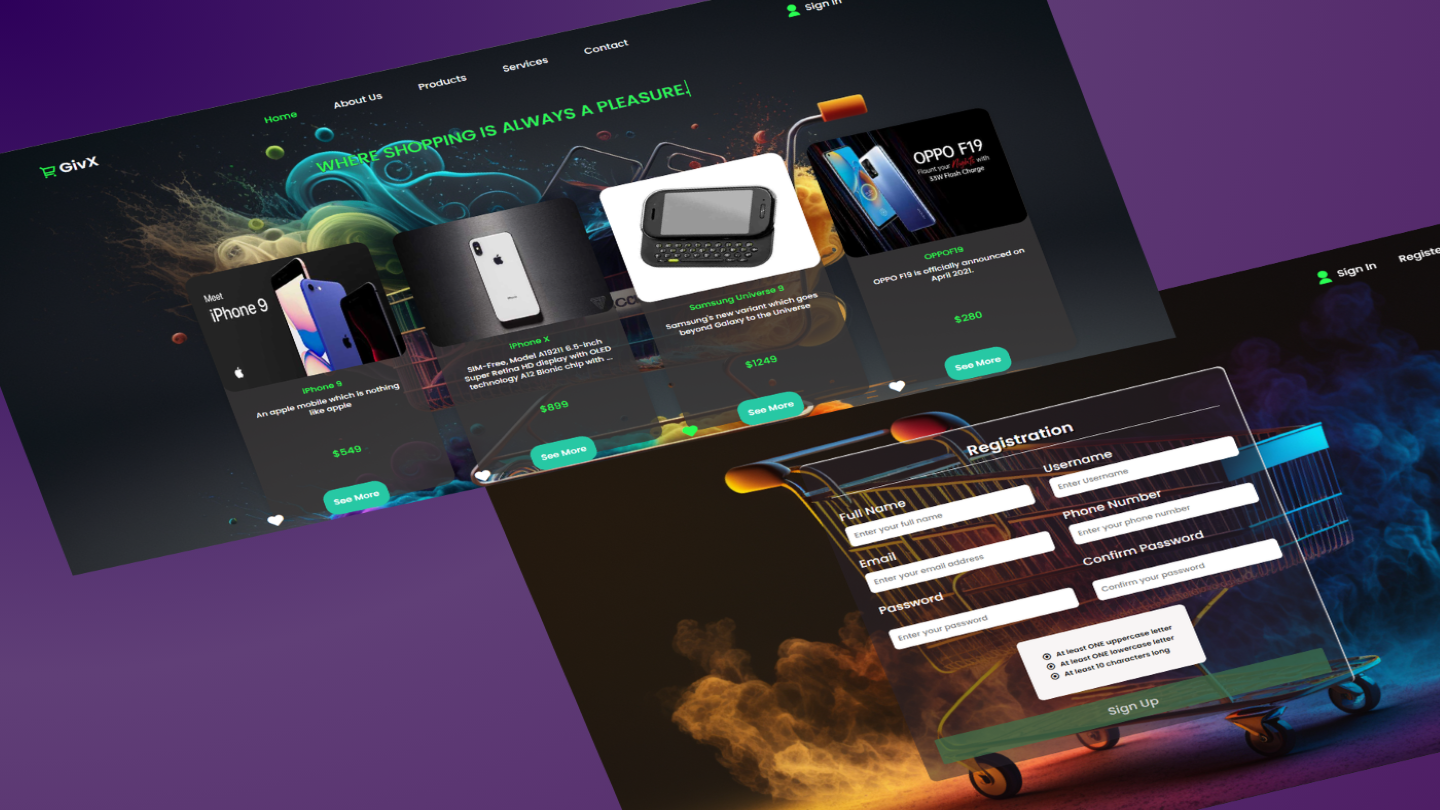 Sign In
Home
About Us
Products
Services
Contact
GivX
WHERE SHOPPING IS ALWAYS A PLEASURE.
Meet
iPhone 9
iPhone 9
An apple mobile which is nothing
like apple
$549
See More
iPhone
iPhone X
SIM-Free, Model A19211 6.5-inch
Super Retina HD display with OLED
technology A12 Bionic chip with ...
$899
See More
Samsung Universe 9
Samsung's new variant which goes
beyond Galaxy to the Universe
$1249
See More
OPPO F19
Flaunt your Nights with
33W Flash Charge
OPPOF19
OPPO F19 is officially announced on
April 2021.
$280
See More
Sign In
Registe
Registration
Full Name
Enter your full name
Username
Enter Username
Email
Enter your email address
Phone Number
Enter your phone number
Password
Enter your password
Confirm Password
Confirm your password
At least ONE uppercase letter
At least ONE lowercase letter
At least 10 characters long
Sign Up